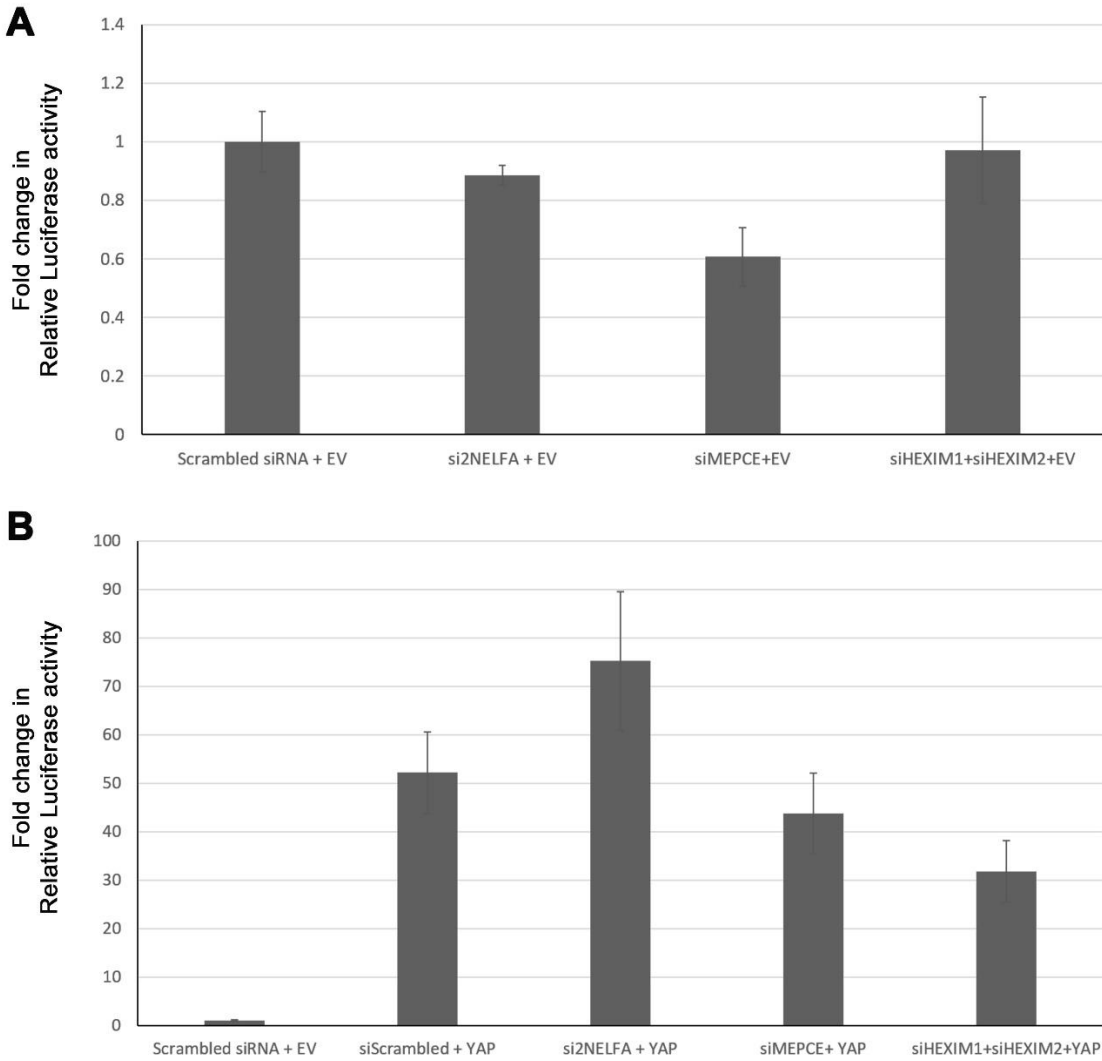 A
Fold change in
Relative Luciferase activity
1.4
1.2
1
0.8
0.6
0.4
0.2
0
Scrambled siRNA + EV
si2NELFA + EV
siMEPCE+EV
siHEXIM1+siHEXIM2+EV
B
Fold change in
Relative Luciferase activity
100
90
80
70
60
50
40
30
20
10
0
Scrambled siRNA + EV
siScrambled + YAP
si2NELFA + YAP
siMEPCE+ YAP
siHEXIM1+siHEXIM2+YAP